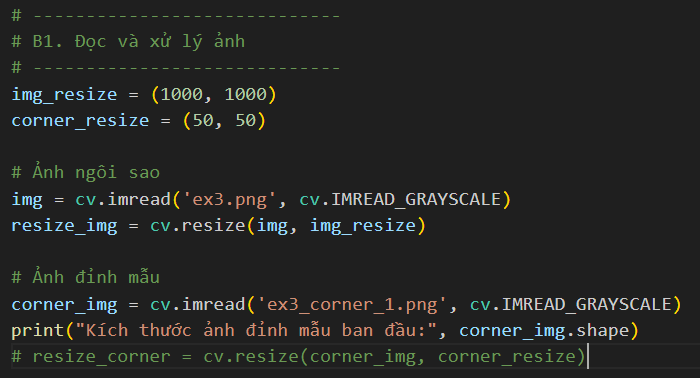 # -----------------------------
# B1. Đọc và xử lý ảnh
# -----------------------------
img_resize = (1000, 1000)
corner_resize = (50, 50)
# Ảnh ngôi sao
img = cv.imread('ex3.png', cv.IMREAD_GRAYSCALE)
resize_img = cv.resize(img, img_resize)
# Ảnh đỉnh mẫu
corner_img = cv.imread('ex3_corner_1.png', cv.IMREAD_GRAYSCALE)
print("Kích thước ảnh đỉnh mẫu ban đầu:", corner_img.shape)
# resize_corner = cv.resize(corner_img, corner_resize)